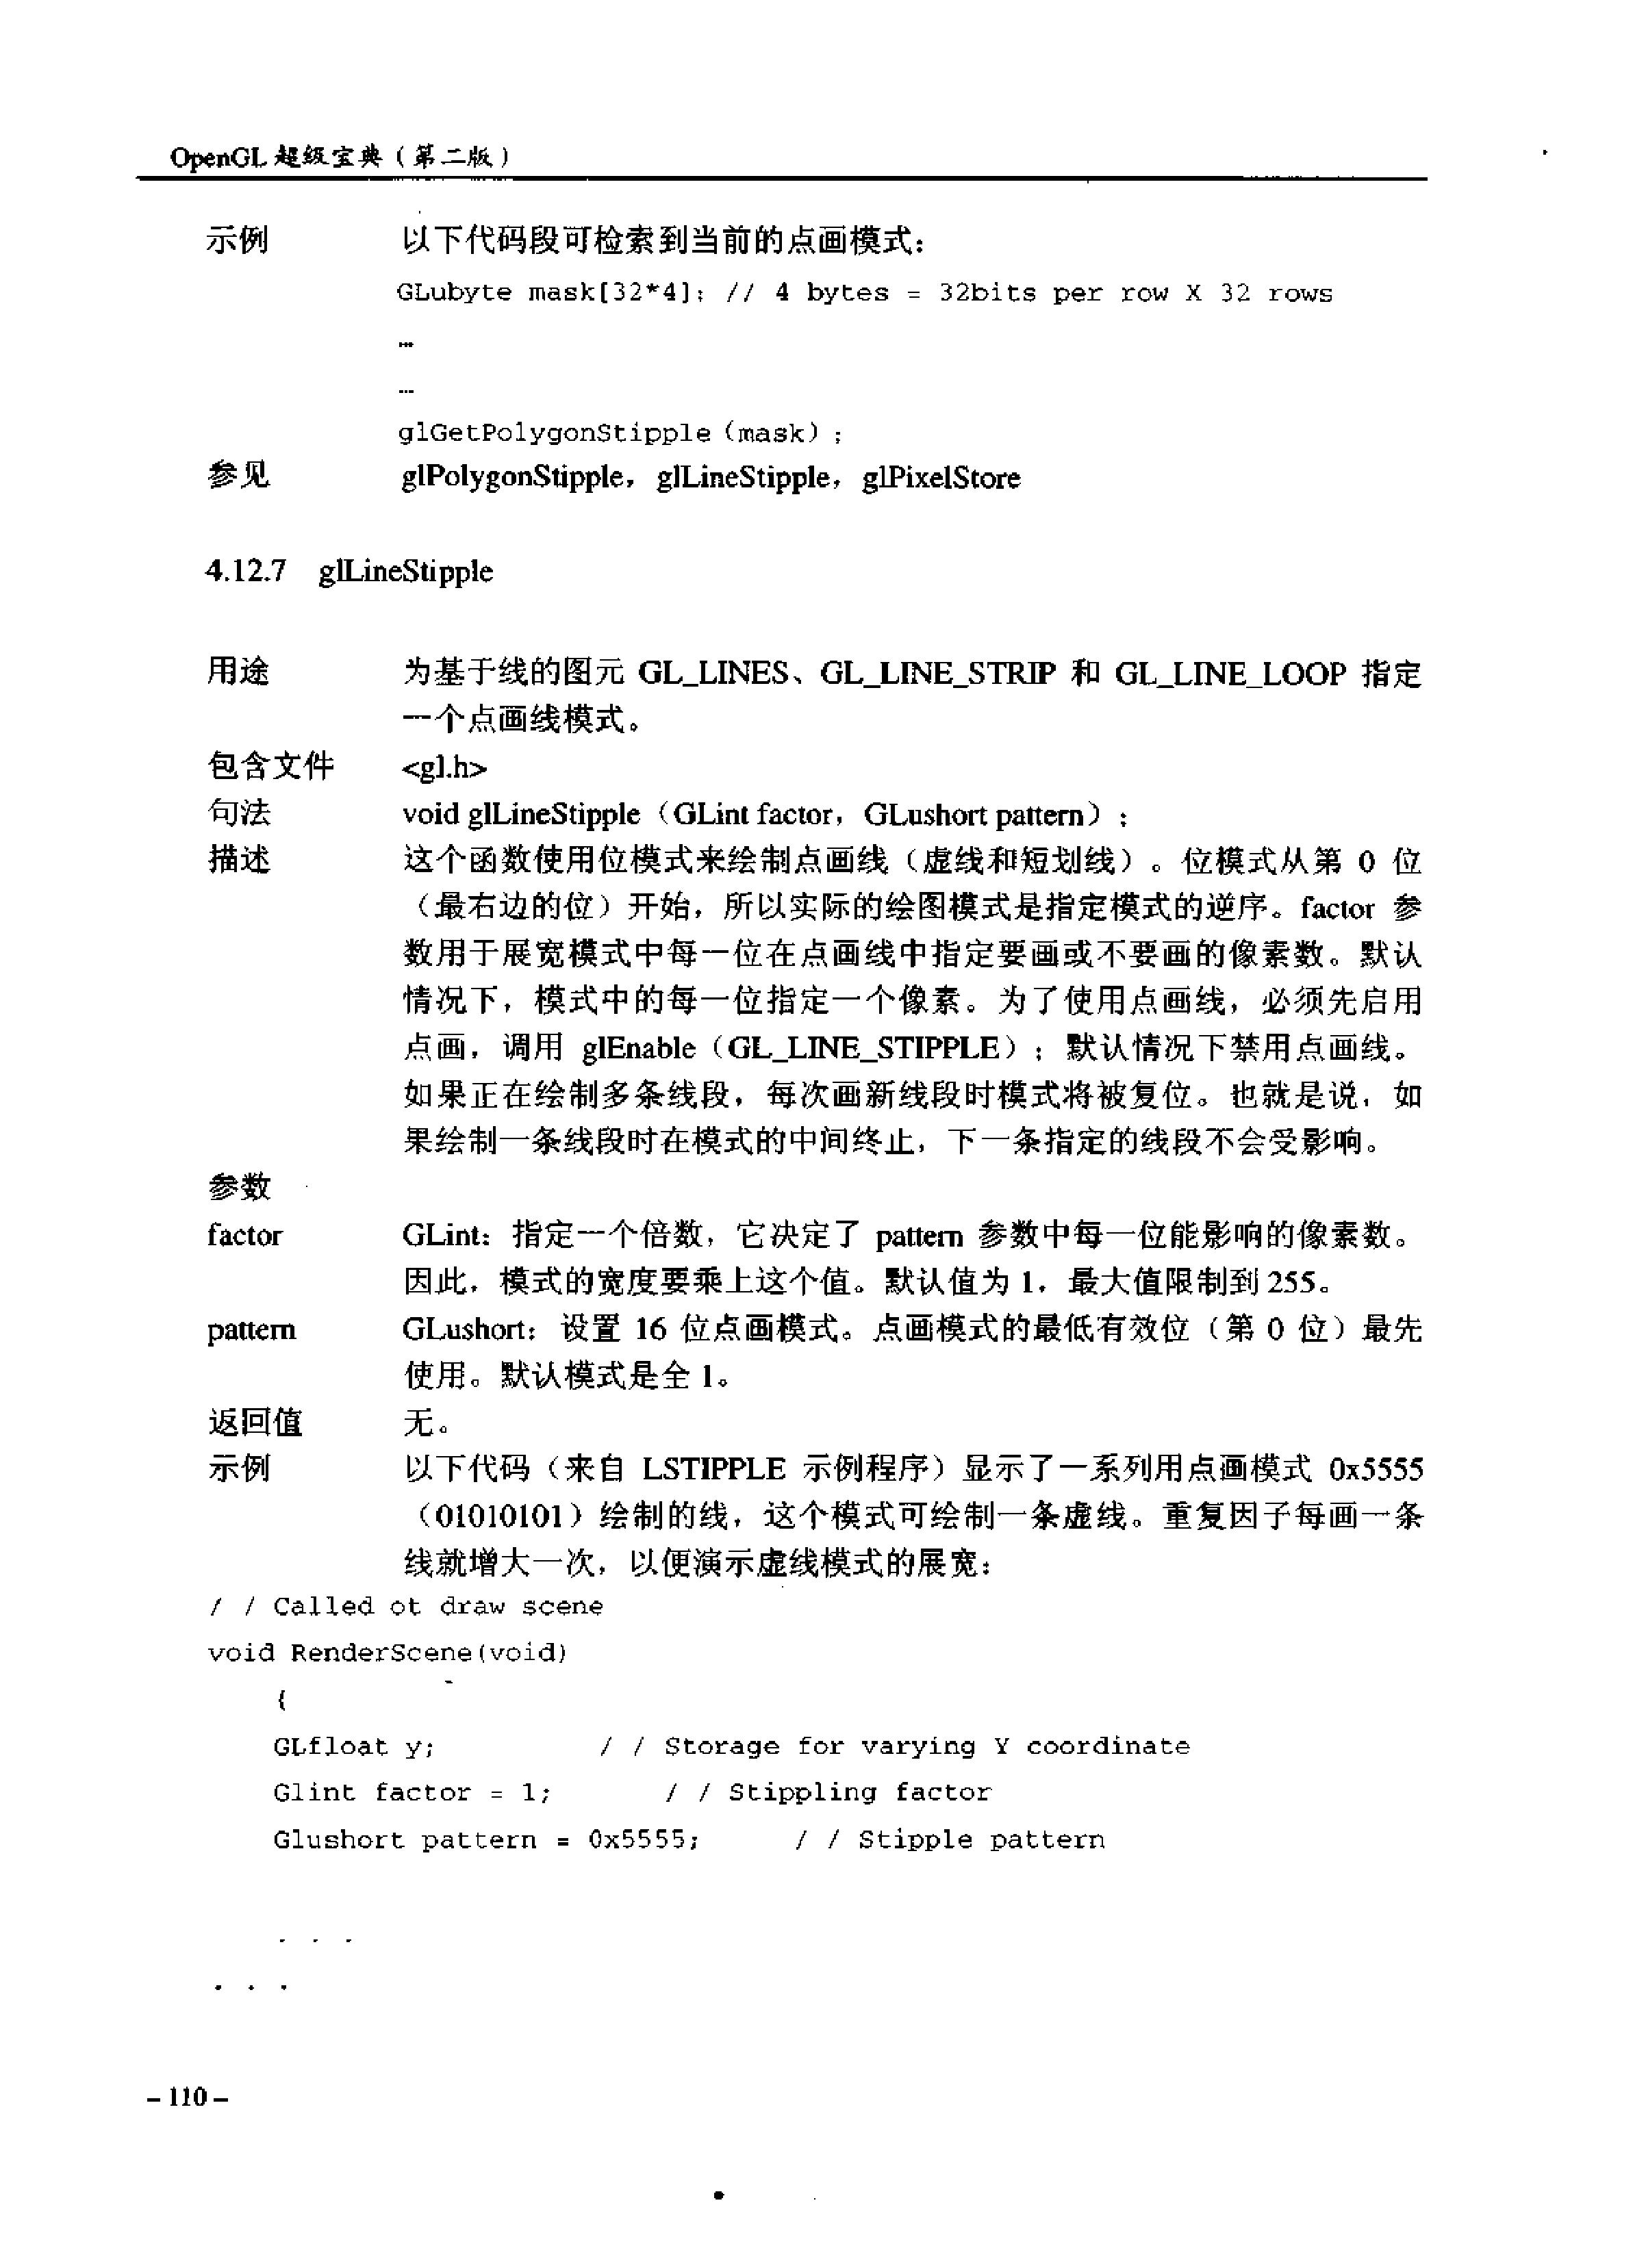 OpenGL 超级宝典（第二版）
示例 以下代码段可检索到当前的点画模式：
GLubyte mask[32*4]; // 4 bytes = 32bits per row X 32 rows
…
…
glGetPolygonStipple（mask）;
参见 glPolygonStipple，glLineStipple，glPixelStore
4.12.7 glLineStipple
用途 为基于线的图元 GL_LINES、GL_LINE_STRIP 和 GL_LINE_LOOP 指定
一个点画线模式。
包含文件 <gl.h>
句法 void glLineStipple（GLint factor，GLushort pattern）;
描述 这个函数使用位模式来绘制点画线（虚线和短划线）。位模式从第 0 位
（最右边的位）开始，所以实际的绘图模式是指定模式的逆序。factor 参
数用于展宽模式中每一位在点画线中指定要画或不要画的像素数。默认
情况下，模式中的每一位指定一个像素。为了使用点画线，必须先启用
点画，调用 glEnable（GL_LINE_STIPPLE）；默认情况下禁用点画线。
如果正在绘制多条线段，每次画新线段时模式将被复位。也就是说，如
果绘制一条线段时在模式的中间终止，下一条指定的线段不会受影响。
参数
factor GLint：指定一个倍数，它决定了 pattern 参数中每一位能影响的像素数。
因此，模式的宽度要乘上这个值。默认值为 1，最大值限制到 255。
pattern GLushort：设置 16 位点画模式。点画模式的最低有效位（第 0 位）最先
使用。默认模式是全 1。
返回值 无。
示例 以下代码（来自 LSTIPPLE 示例程序）显示了一系列用点画模式 0x5555
（01010101）绘制的线，这个模式可绘制一条虚线。重复因子每画一条
线就增大一次，以便演示虚线模式的展宽：
/ / Called ot draw scene
void RenderScene(void)
{
GLfloat y; / / Storage for varying Y coordinate
Glint factor = 1; / / Stippling factor
Glushort pattern = 0x5555; / / Stipple pattern
. . .
. . .
– 110 –